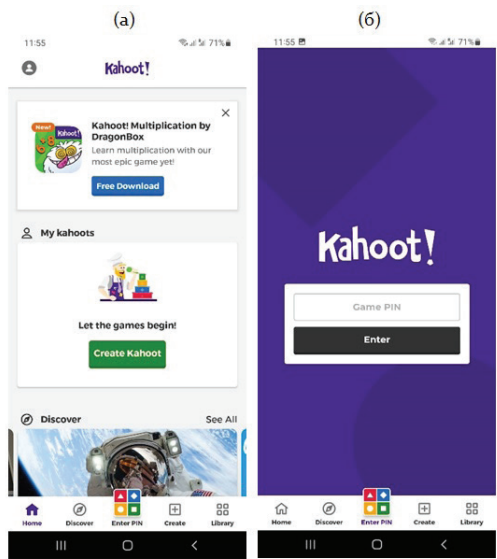 (а)
11:55
71%
Kahoot!
New!
Kahoot!
Kahoot! Multiplication by
DragonBox
Learn multiplication with our
most epic game yet!
Free Download
My kahoots
Let the games begin!
Create Kahoot
Discover
See All
Home
Discover
Enter PIN
Create
Library
(б)
11:55
71%
Kahoot!
Game PIN
Enter
Home
Discover
Enter PIN
Create
Library